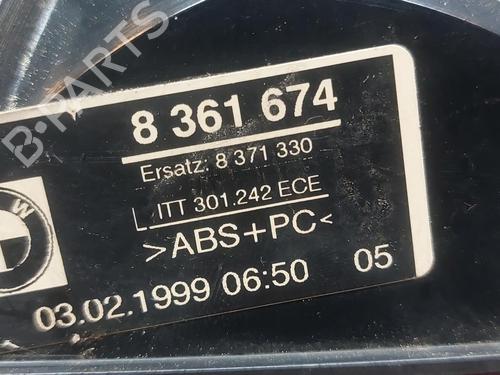 B-PARTS
8 361 674
Ersatz: 8 371 330
LITT 301.242 ECE
>ABS+PC<
03.02.1999 06:50 05
W